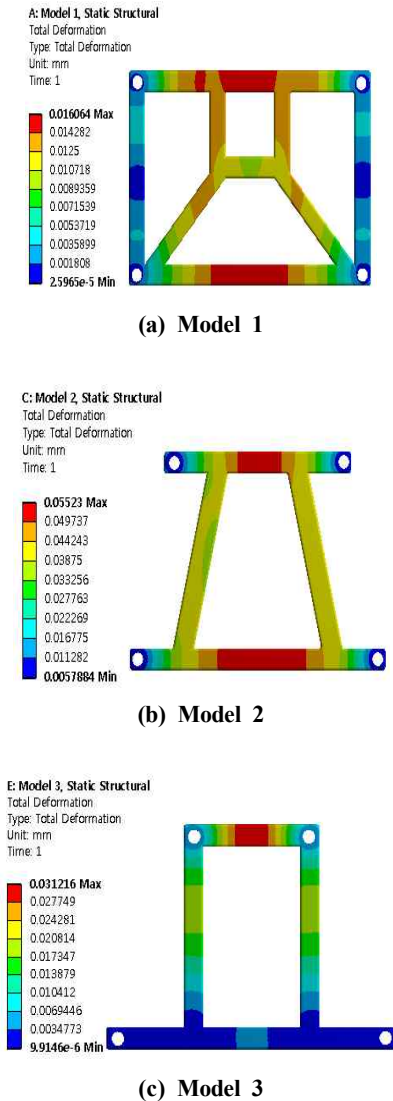 A: Model 1, Static Structural
Total Deformation
Type: Total Deformation
Unit: mm
Time: 1
0.016064 Max
0.014282
0.0125
0.010718
0.0089359
0.0071539
0.0053719
0.0035899
0.001808
2.5965e-5 Min
(a) Model 1
C: Model 2, Static Structural
Total Deformation
Type: Total Deformation
Unit: mm
Time: 1
0.05523 Max
0.049737
0.044243
0.03875
0.033256
0.027763
0.022269
0.016775
0.011282
0.0057884 Min
(b) Model 2
E: Model 3, Static Structural
Total Deformation
Type: Total Deformation
Unit: mm
Time: 1
0.031216 Max
0.027749
0.024281
0.020814
0.017347
0.013879
0.010412
0.0069446
0.0034773
9.9146e-6 Min
(c) Model 3